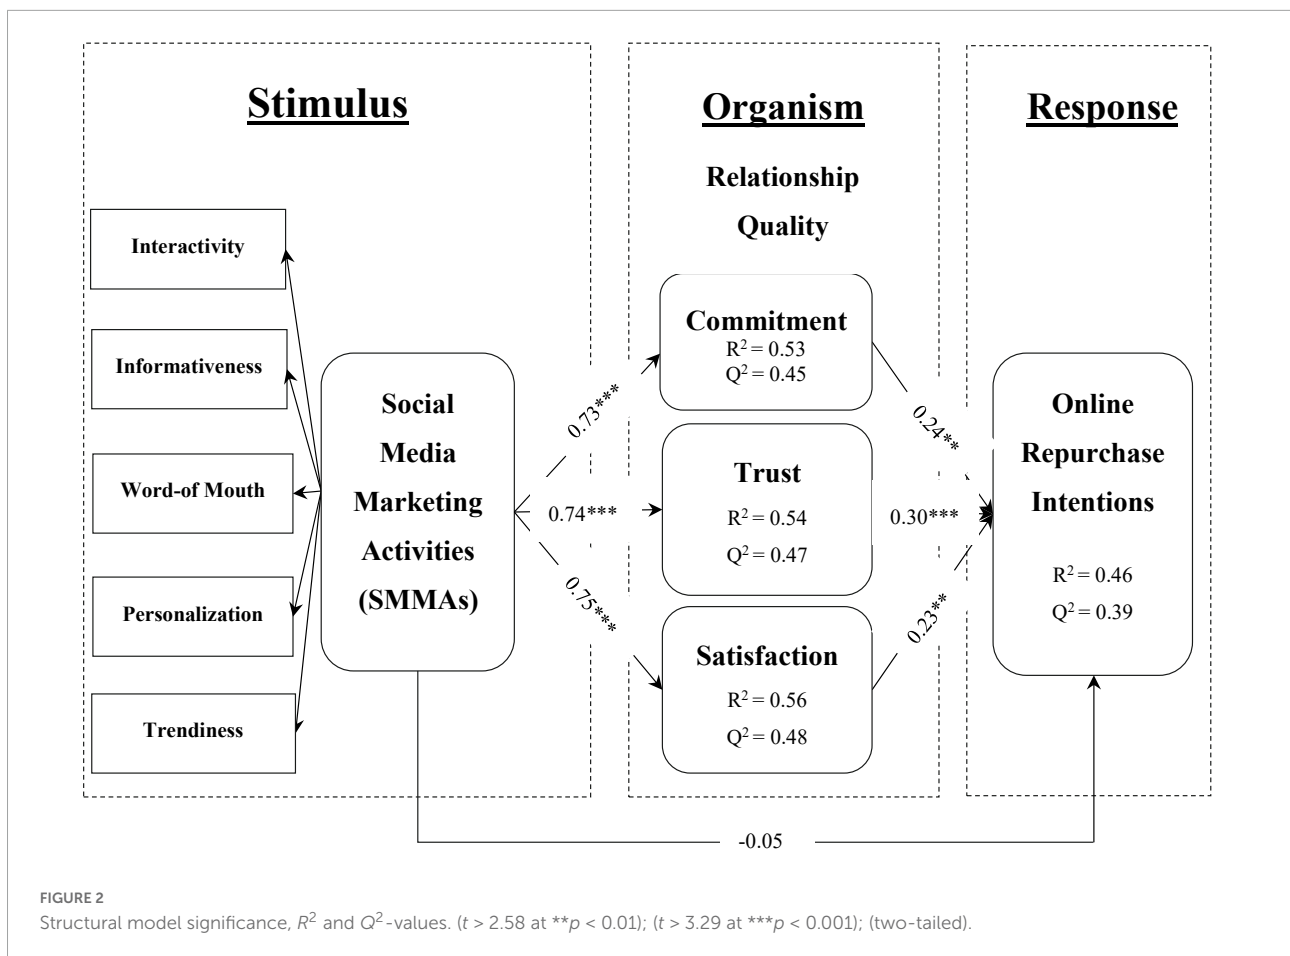 Stimulus
Organism
Response
Relationship
Quality
Interactivity
Informativeness
Word-of Mouth
Personalization
Trendiness
Social
Media
Marketing
Activities
(SMMAs)
0.73***
0.74***
0.75***
Commitment
R² = 0.53
Q² = 0.45
Trust
R² = 0.54
Q² = 0.47
Satisfaction
R² = 0.56
Q² = 0.48
0.24**
0.30***
0.23**
Online
Repurchase
Intentions
R² = 0.46
Q² = 0.39
-0.05
FIGURE 2
Structural model significance, R² and Q²-values. (t > 2.58 at **p < 0.01); (t > 3.29 at ***p < 0.001); (two-tailed).